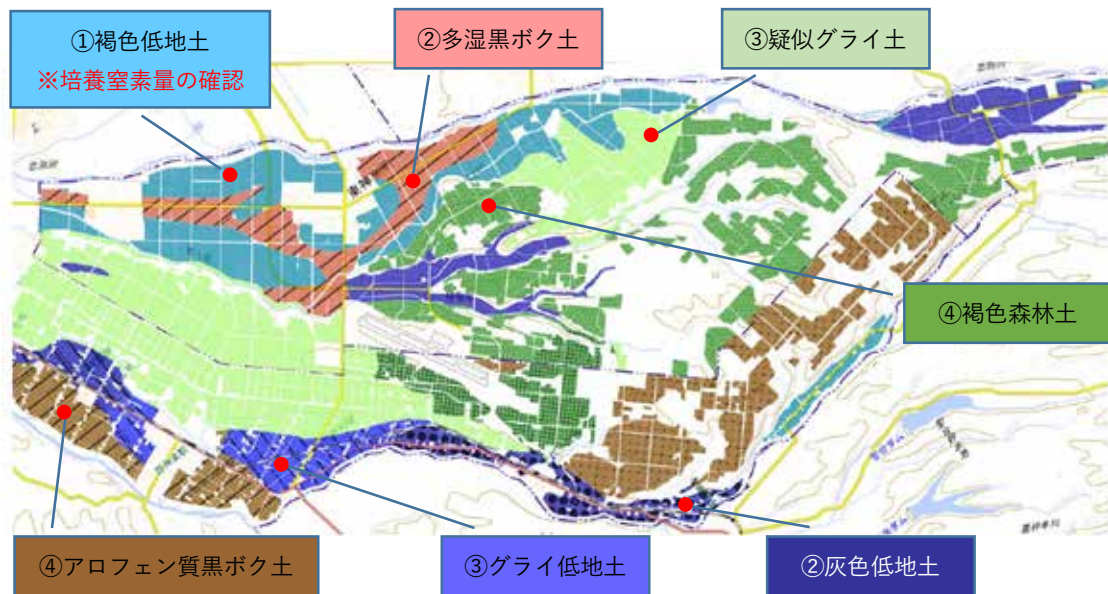 ①褐色低地土
※培養窒素量の確認
②多湿黒ボク土
③疑似グライ土
④褐色森林土
④アロフェン質黒ボク土
③グライ低地土
②灰色低地土